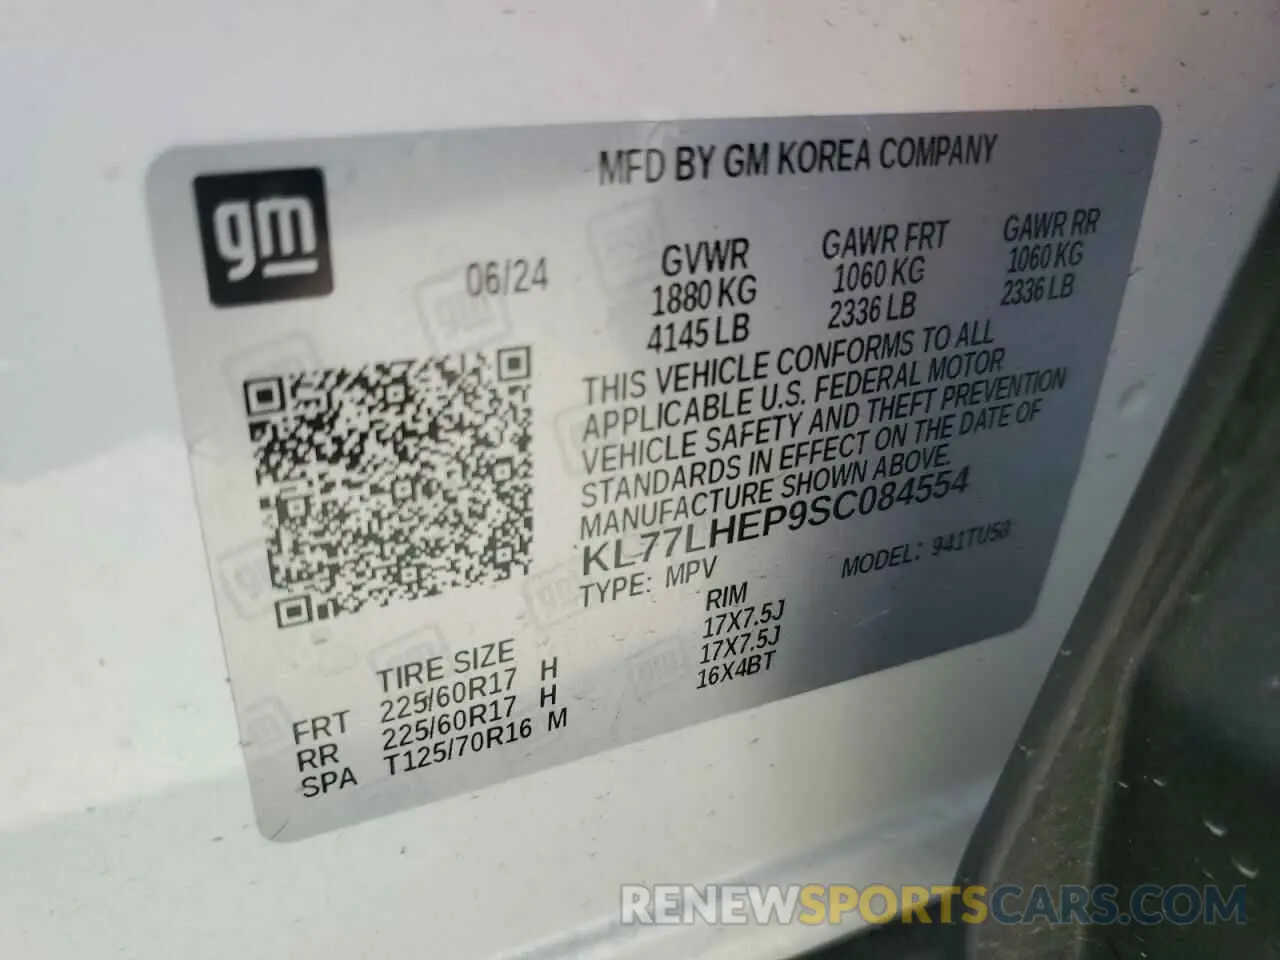 gm
MFD BY GM KOREA COMPANY
06/24
GVWR GAWR FRT GAWR RR
1880 KG 1060 KG 1060 KG
4145 LB 2336 LB 2336 LB
THIS VEHICLE CONFORMS TO ALL
APPLICABLE U.S. FEDERAL MOTOR
VEHICLE SAFETY AND THEFT PREVENTION
STANDARDS IN EFFECT ON THE DATE OF
MANUFACTURE SHOWN ABOVE.
KL77LHEP9SC084554
TYPE: MPV MODEL: 941TU58
TIRE SIZE RIM
FRT 225/60R17 H 17X7.5J
RR 225/60R17 H 17X7.5J
SPA T125/70R16 M 16X4BT
RENEWSPORTSCARS.COM